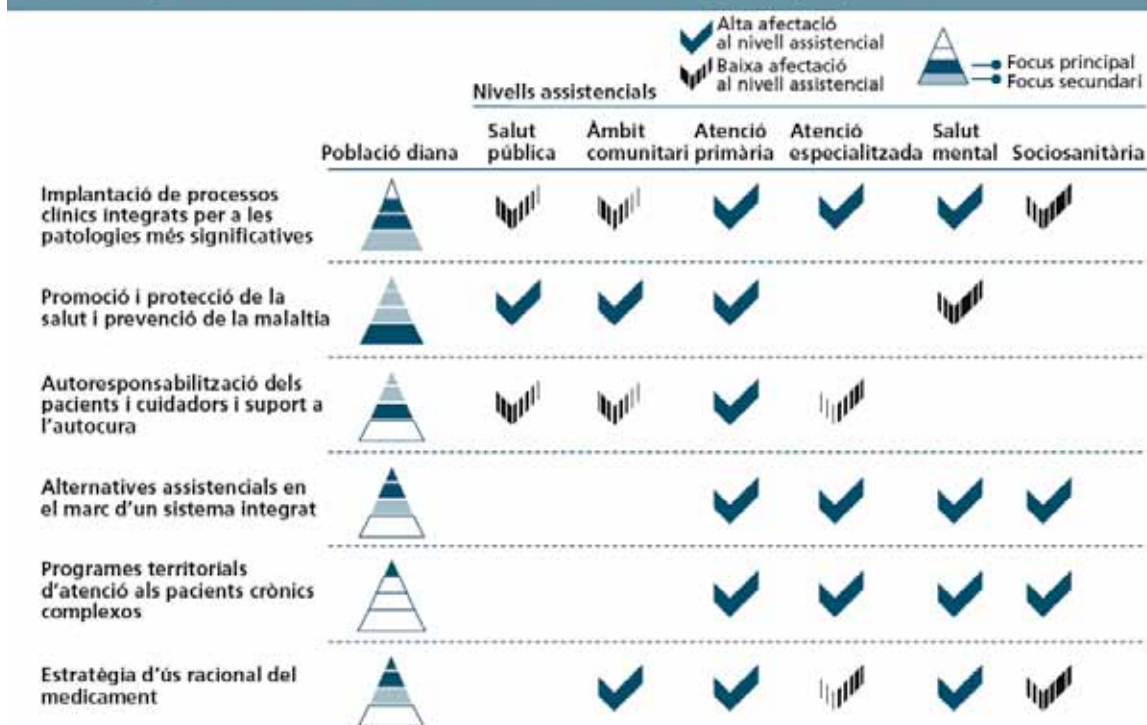 Alta afectació
al nivell assistencial
Baixa afectació
al nivell assistencial
Focus principal
Focus secundari
Nivells assistencials
Població diana
Salut
pública
Àmbit
comunitari
Atenció
primària
Atenció
especialitzada
Salut
mental
Sociosanitària
Implantació de processos
clínics integrats per a les
patologies més significatives
Promoció i protecció de la
salut i prevenció de la malaltia
Autoresponsabilització dels
pacients i cuidadors i suport a
l'autocura
Alternatives assistencials en
el marc d'un sistema integrat
Programes territorials
d'atenció als pacients crònics
complexos
Estratègia d'ús racional del
medicament